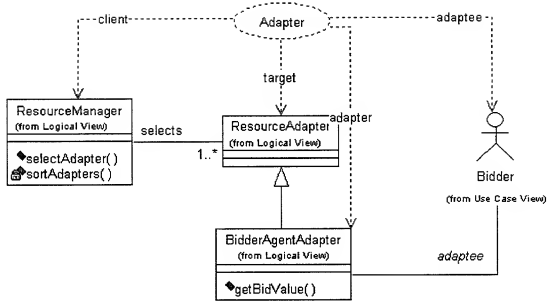 client
Adapter
adaptee
target
adapter
ResourceManager
(from Logical View)
selectAdapter()
sortAdapters()
selects
1..*
ResourceAdapter
(from Logical View)
Bidder
(from Use Case View)
BidderAgentAdapter
(from Logical View)
getBidValue()
adaptee